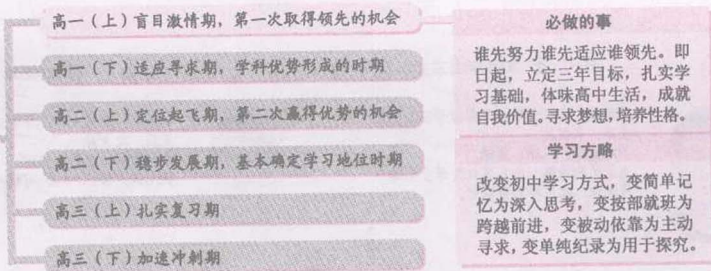 高一（上）盲目激情期，第一次取得领先的机会
高一（下）适应寻求期，学科优势形成的时期
高二（上）定位起飞期，第二次赢得优势的机会
高二（下）稳步发展期，基本确定学习地位时期
高三（上）扎实复习期
高三（下）加速冲刺期
必做的事
谁先努力谁先适应谁领先。即
日起，立定三年目标，扎实学
习基础，体味高中生活，成就
自我价值。寻求梦想，培养性格。
学习方略
改变初中学习方式，变简单记
忆为深入思考，变按部就班为
跨越前进，变被动依靠为主动
寻求，变单纯纪录为用于探究。